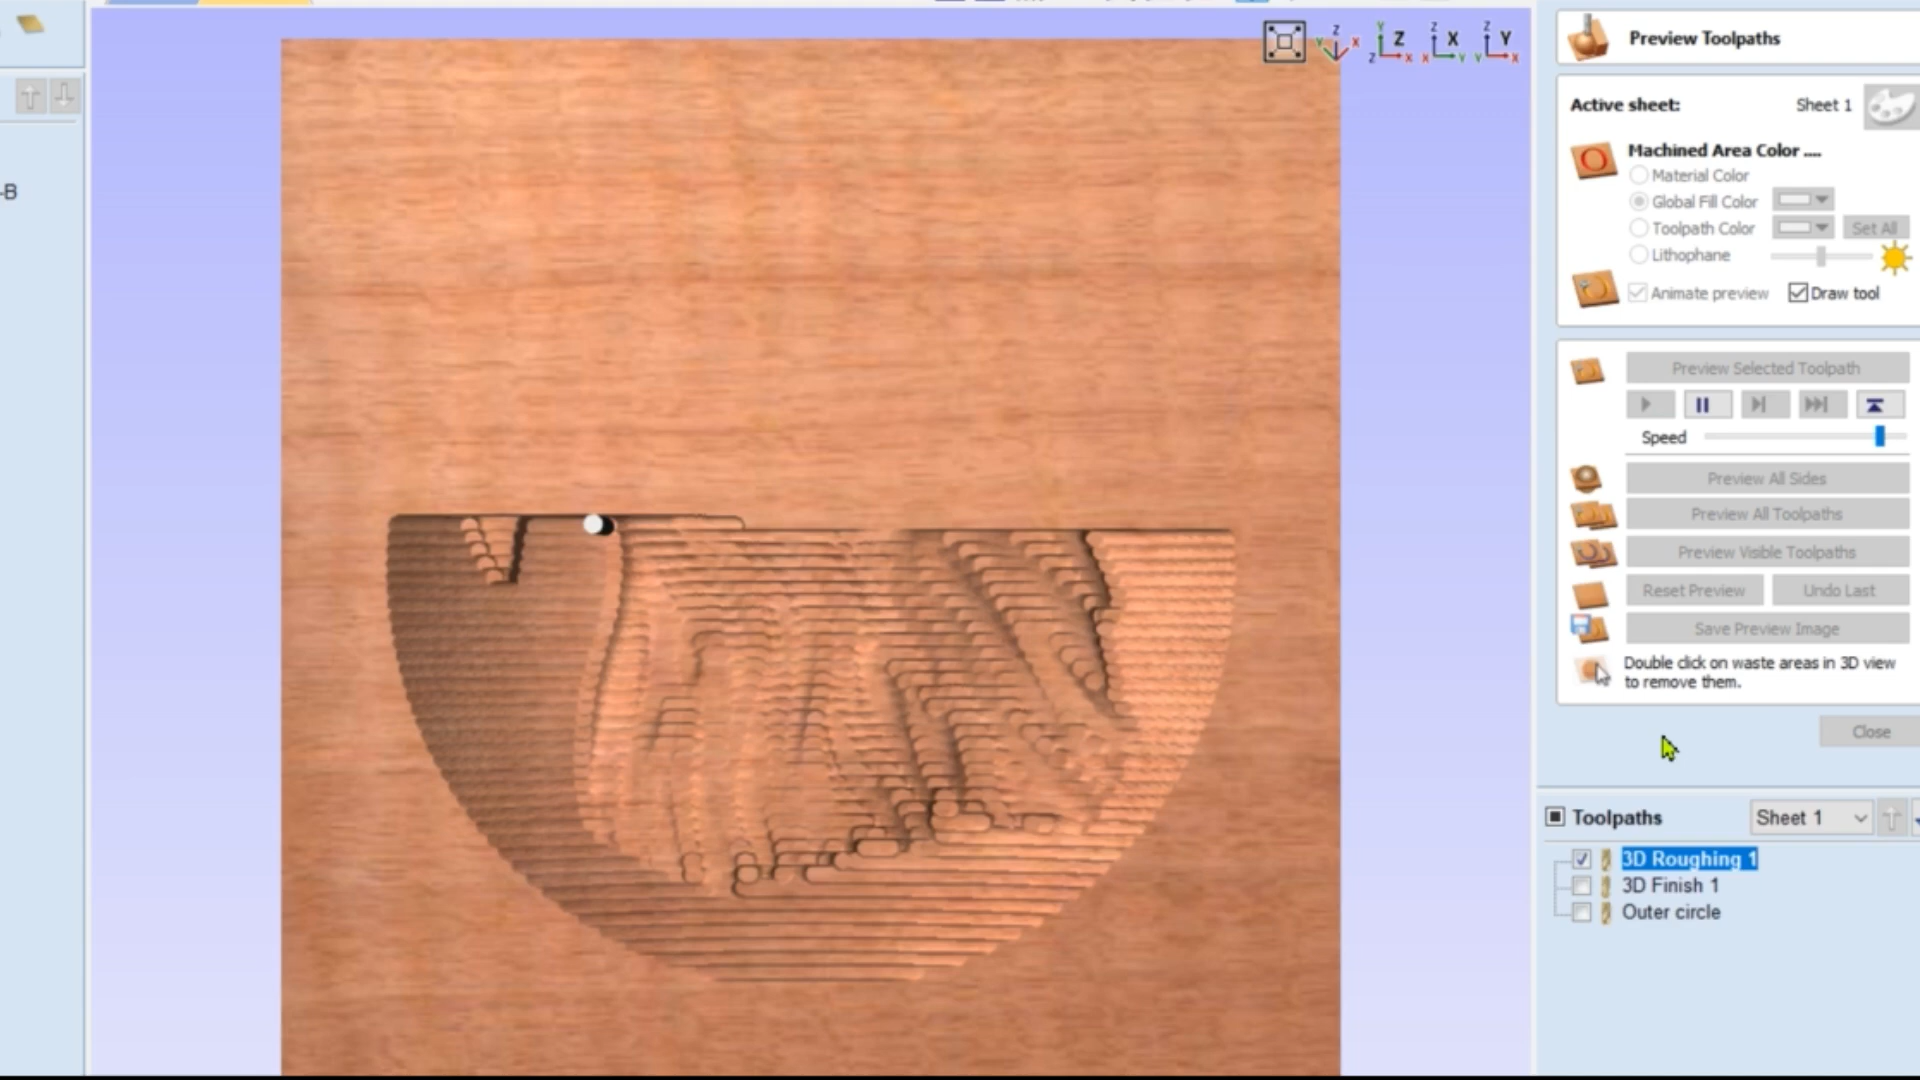 Z X Y
Preview Toolpaths
Active sheet: Sheet 1
-B
Machined Area Color ....
Material Color
Global Fill Color
Toolpath Color Set All
Lithophane
Animate preview Draw tool
Preview Selected Toolpath
Speed
Preview All Sides
Preview All Toolpaths
Preview Visible Toolpaths
Reset Preview Undo Last
Save Preview Image
Double click on waste areas in 3D view
to remove them.
Close
Toolpaths Sheet 1
3D Roughing 1
3D Finish 1
Outer circle